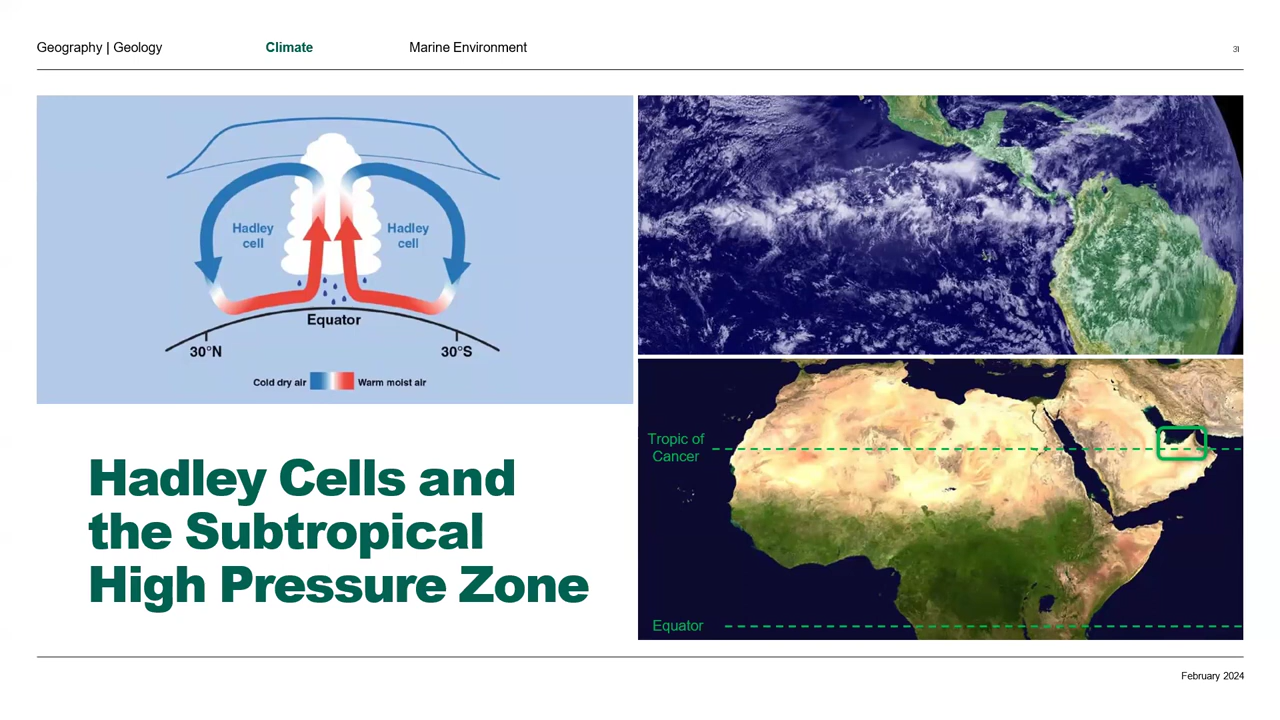 Geography | Geology
Climate
Marine Environment
31
Hadley
cell
Hadley
cell
Equator
30°N
30°S
Cold dry air
Warm moist air
Hadley Cells and
the Subtropical
High Pressure Zone
Tropic of
Cancer
Equator
February 2024